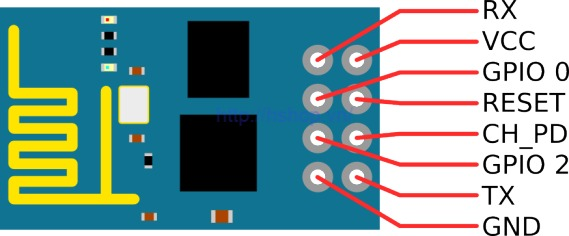 RX
VCC
GPIO 0
RESET
CH_PD
GPIO 2
TX
GND